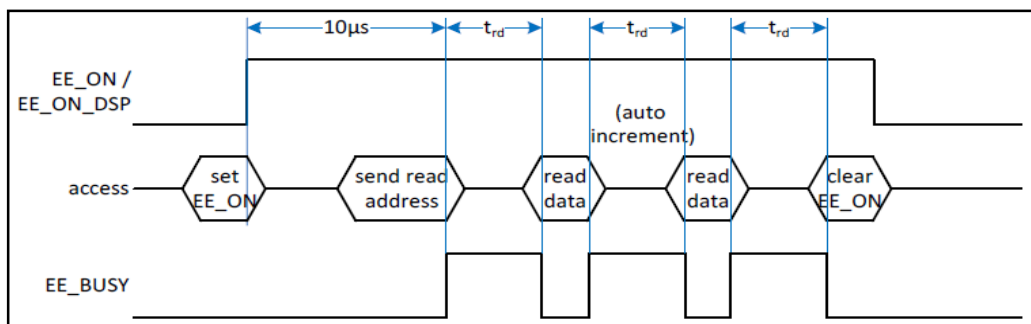 10µs
t_rd
t_rd
t_rd
EE_ON /
EE_ON_DSP
(auto
increment)
access
set
EE_ON
send read
address
read
data
read
data
clear
EE_ON
EE_BUSY